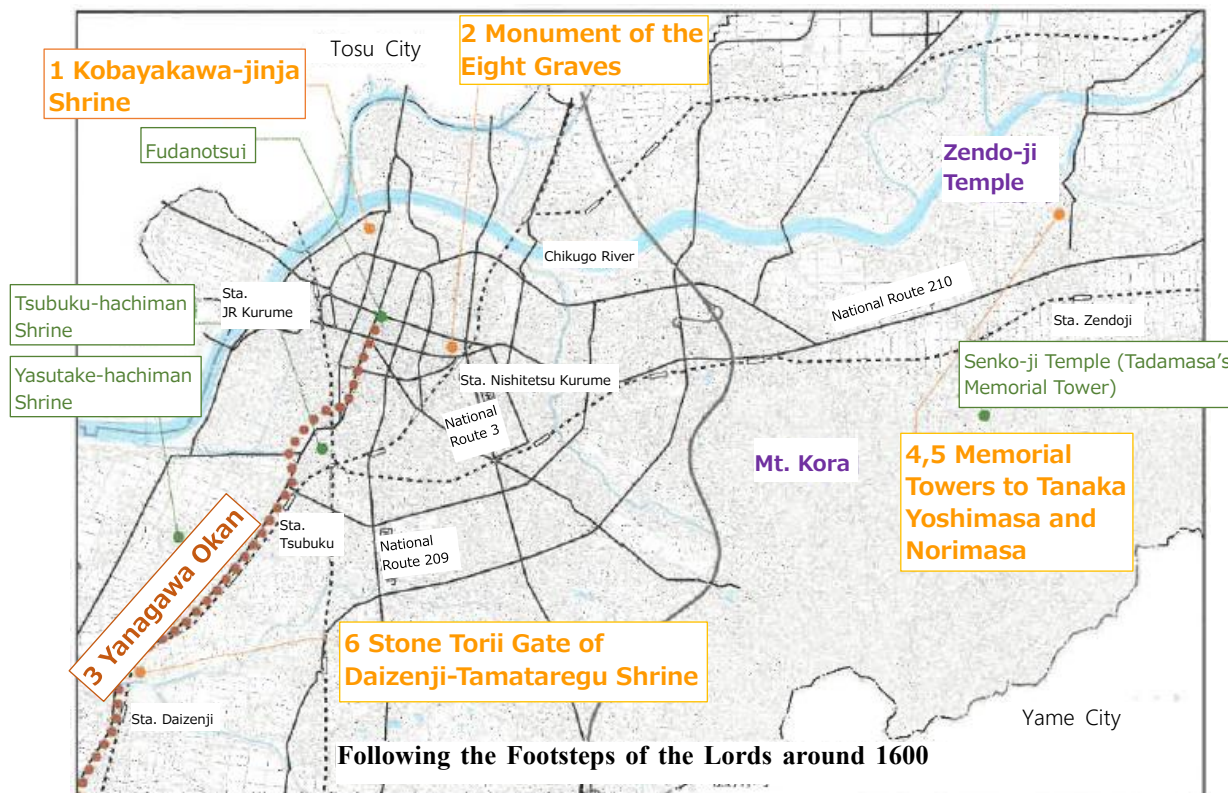 Tosu City
2 Monument of the
Eight Graves
1 Kobayakawa-jinja
Shrine
Fudanotsuji
Zendo-ji
Temple
Chikugo River
Tsubuku-hachiman
Shrine
Sta.
JR Kurume
National Route 210
Sta. Zendoji
Yasutake-hachiman
Shrine
Sta. Nishitetsu Kurume
Senko-ji Temple (Tadamasa's
Memorial Tower)
National
Route 3
Mt. Kora
4,5 Memorial
Towers to Tanaka
Yoshimasa and
Norimasa
3 Yanagawa Okan
Sta.
Tsubuku
National
Route 209
6 Stone Torii Gate of
Daizenji-Tamataregu Shrine
Sta. Daizenji
Yame City
Following the Footsteps of the Lords around 1600